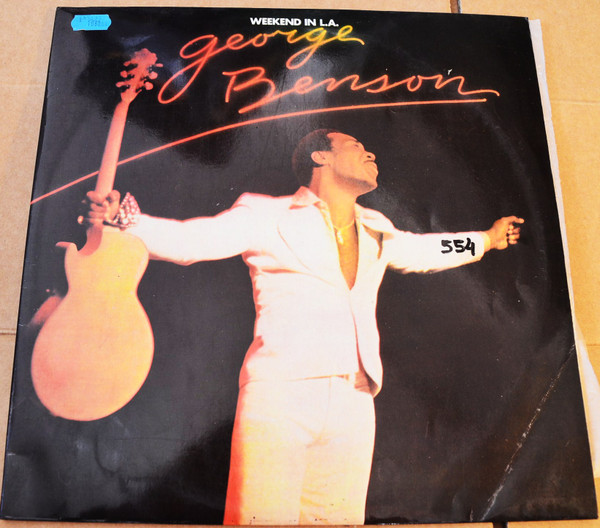 WEEKEND IN L.A.
george
Benson
554